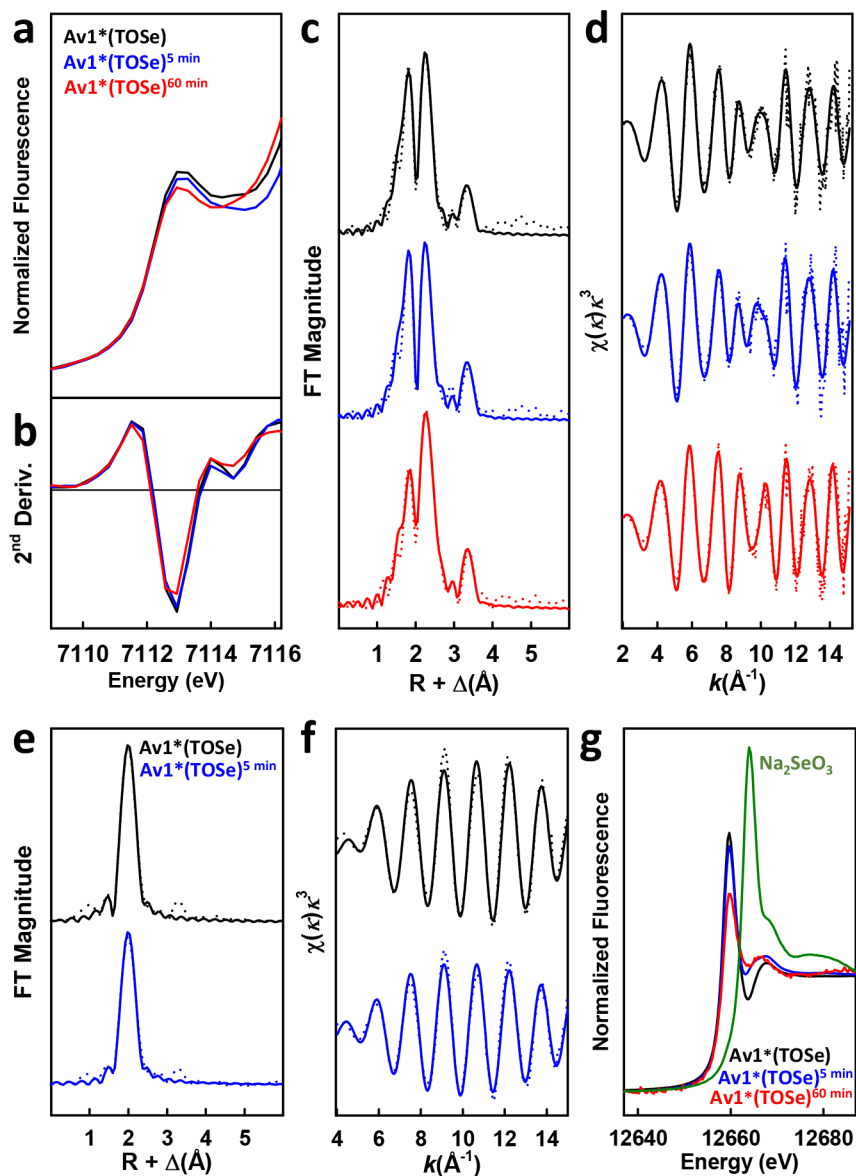 a
Av1*(TOSe)
Av1*(TOSe)5 min
Av1*(TOSe)60 min
Normalized Flourescence
b
2nd Deriv.
7110 7112 7114 7116
Energy (eV)
c
FT Magnitude
1 2 3 4 5
R + Δ(Å)
d
χ(κ)κ3
2 4 6 8 10 12 14
k(Å-1)
e
Av1*(TOSe)
Av1*(TOSe)5 min
FT Magnitude
1 2 3 4 5
R + Δ(Å)
f
χ(κ)κ3
4 6 8 10 12 14
k(Å-1)
g
Na2SeO3
Normalized Fluorescence
Av1*(TOSe)
Av1*(TOSe)5 min
Av1*(TOSe)60 min
12640 12660 12680
Energy (eV)